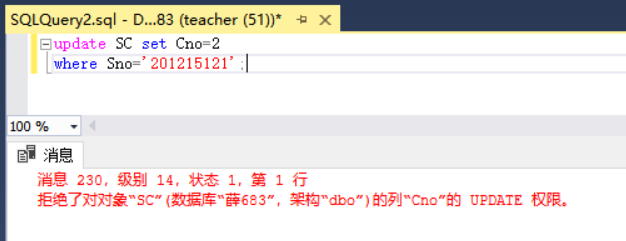 SQLQuery2.sql - D...83 (teacher (51))*
update SC set Cno=2
where Sno='201215121';
100 %
消息
消息 230，级别 14，状态 1，第 1 行
拒绝了对对象“SC”(数据库“薛683”，架构“dbo”)的列“Cno”的 UPDATE 权限。